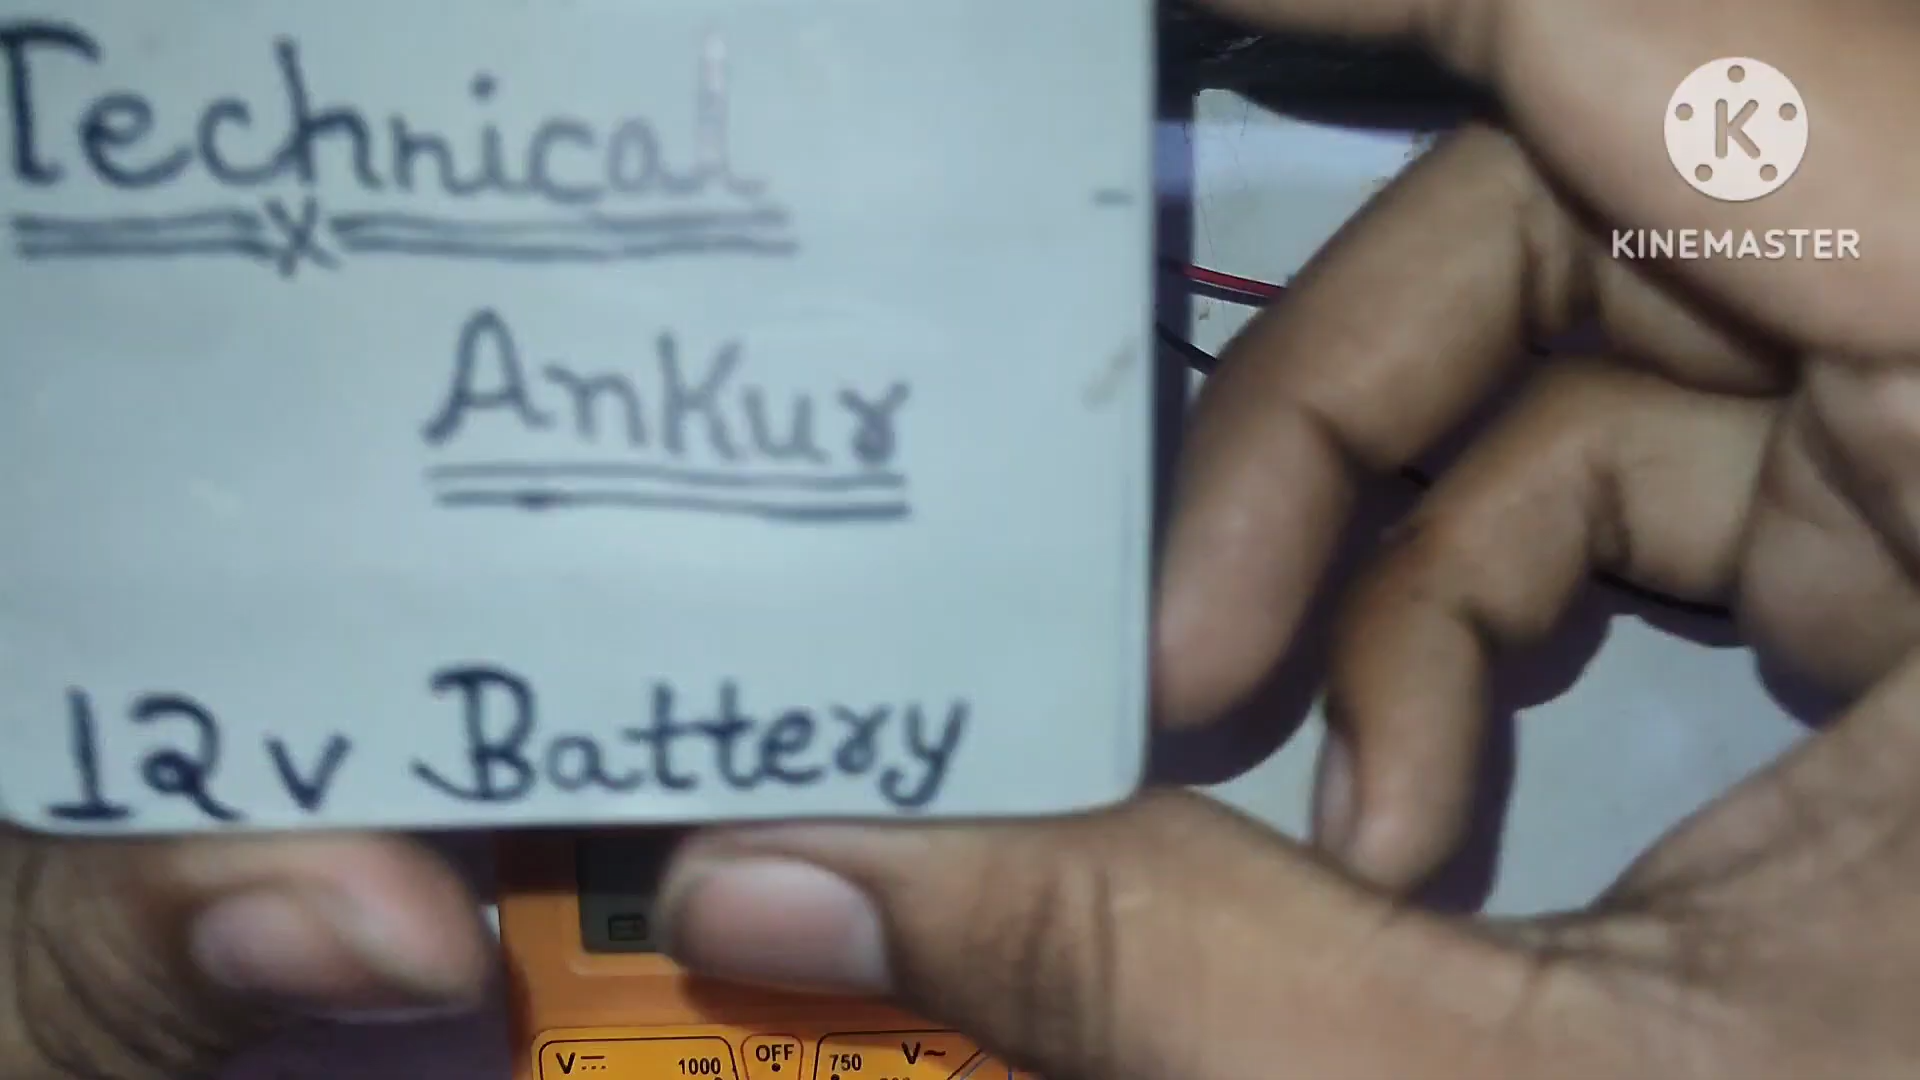 Technical
X
Ankur
12v Battery
K
KINEMASTER
V⎓ 1000 OFF 750 V~